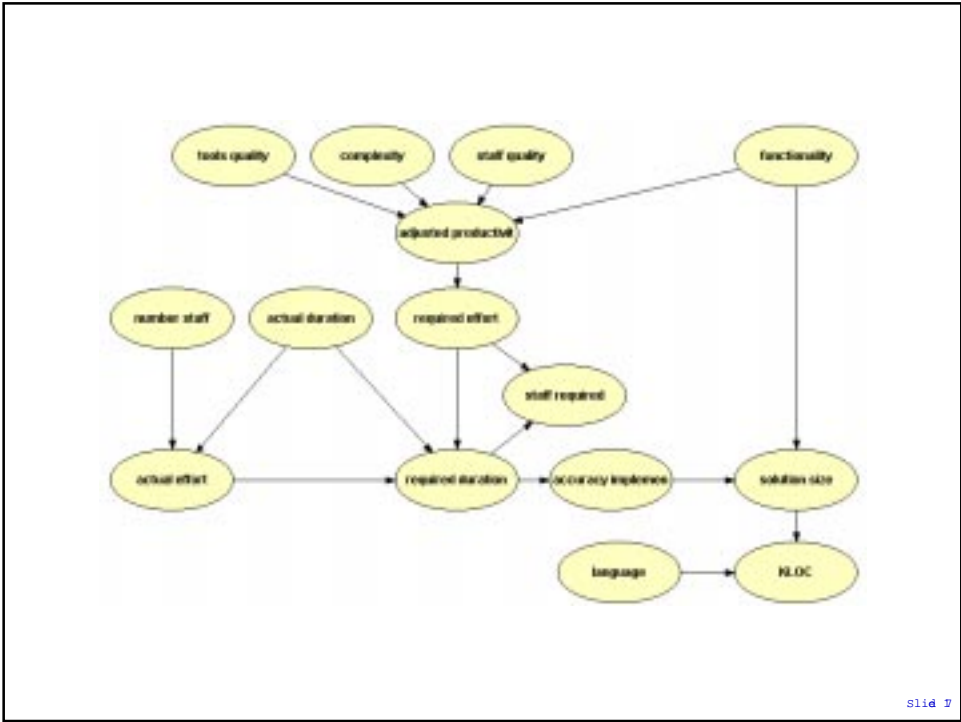 tools quality
complexity
staff quality
functionality
adjusted productivit
number staff
actual duration
required effort
staff required
actual effort
required duration
accuracy implemen
solution size
language
KLOC
Slid